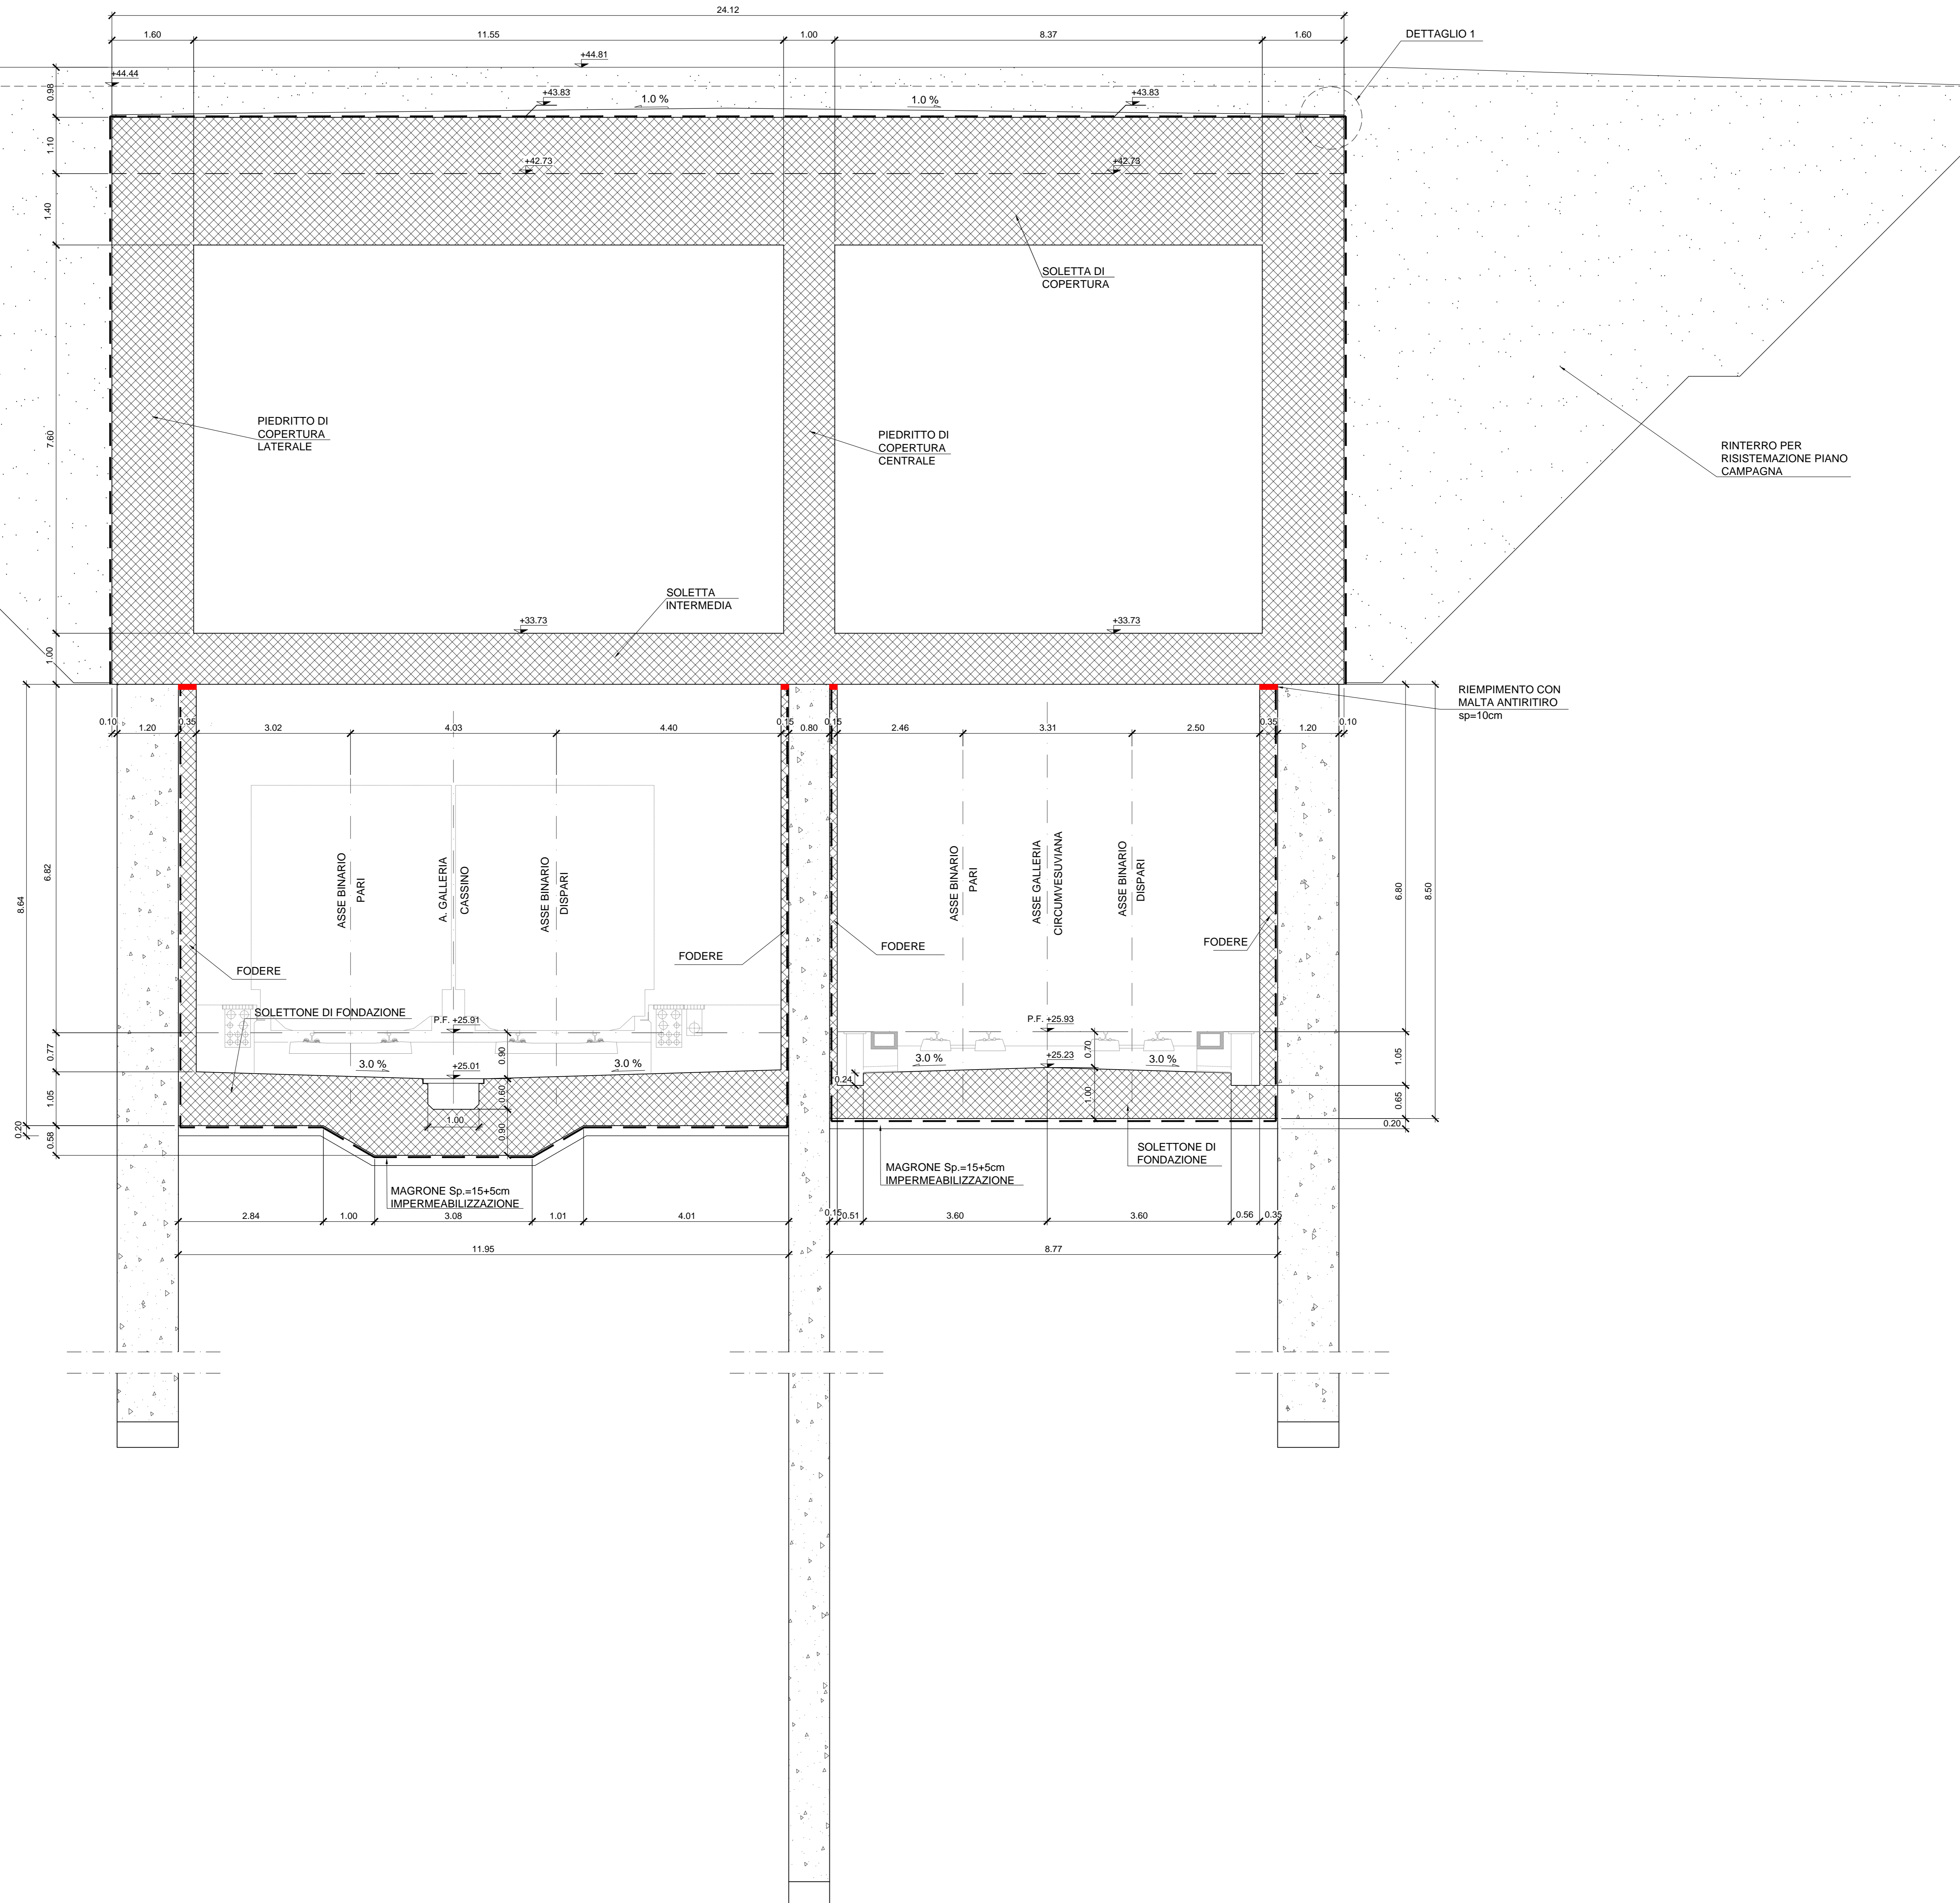 24.12
1.60
11.55
1.00
8.37
1.60
DETTAGLIO 1
+44.81
+44.44
0.98
+43.83
1.0 %
1.0 %
+43.83
1.10
+42.73
+42.73
1.40
SOLETTA DI
COPERTURA
7.60
PIEDRITTO DI
COPERTURA
LATERALE
PIEDRITTO DI
COPERTURA
CENTRALE
RINTERRO PER
RISISTEMAZIONE PIANO
CAMPAGNA
SOLETTA
INTERMEDIA
+33.73
+33.73
1.00
RIEMPIMENTO CON
MALTA ANTIRITIRO
sp=10cm
0.10
1.20
0.35
3.02
4.03
4.40
0.15
0.80
0.15
2.46
3.31
2.50
0.35
1.20
0.10
8.64
6.82
6.80
8.50
ASSE BINARIO
PARI
A. GALLERIA
CASSINO
ASSE BINARIO
DISPARI
ASSE BINARIO
PARI
ASSE GALLERIA
CIRCUMVESUVIANA
ASSE BINARIO
DISPARI
FODERE
FODERE
FODERE
FODERE
SOLETTONE DI FONDAZIONE
P.F. +25.91
P.F. +25.93
0.77
0.90
3.0 %
+25.01
3.0 %
3.0 %
+25.23
0.70
3.0 %
1.05
0.24
1.05
0.60
1.00
1.00
0.65
0.20
0.58
0.90
0.20
MAGRONE Sp.=15+5cm
IMPERMEABILIZZAZIONE
MAGRONE Sp.=15+5cm
IMPERMEABILIZZAZIONE
SOLETTONE DI
FONDAZIONE
2.84
1.00
3.08
1.01
4.01
0.15
0.51
3.60
3.60
0.56
0.35
11.95
8.77